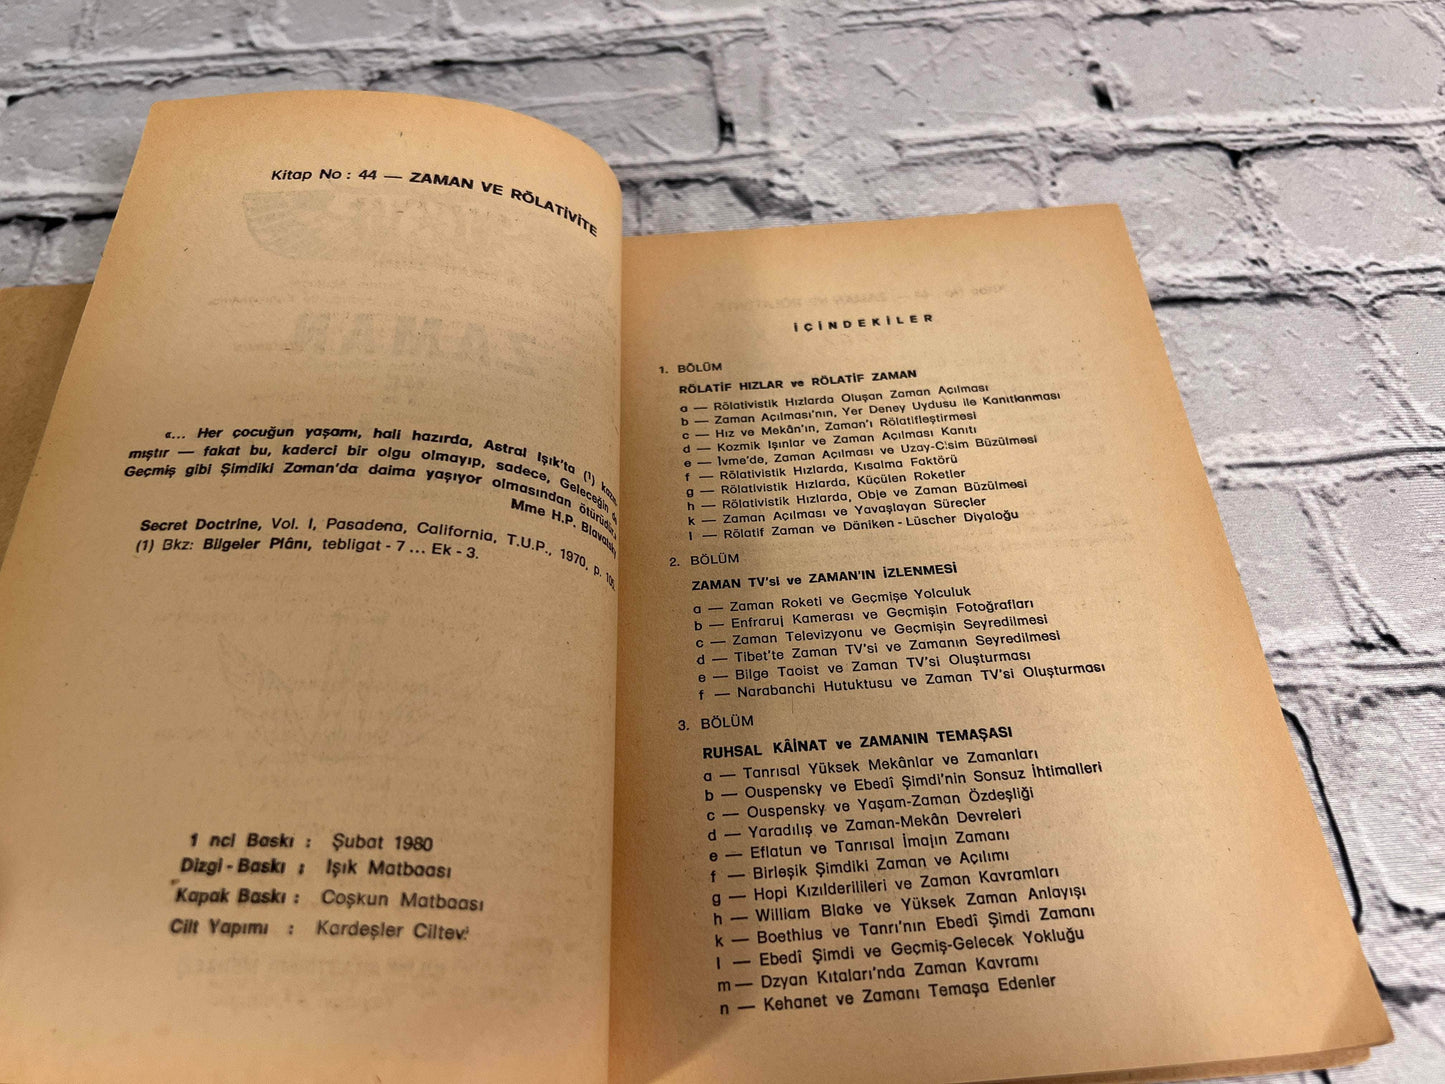 Kitap No : 44 — ZAMAN VE RÖLATİVİTE
«... Her çocuğun yaşamı, hali hazırda, Astral Işık'ta (¹) kazın-
mıştır — fakat bu, kaderci bir olgu olmayıp, sadece, Geleceğin de
Geçmiş gibi Şimdiki Zaman'da daima yaşıyor olmasından ötürüdür.»
Mme H.P. Blavatsky
Secret Doctrine, Vol. I, Pasadena, California, T.U.P., 1970, p. 105.
(1) Bkz: Bilgeler Plânı, tebligat - 7 ... Ek - 3.
1 nci Baskı : Şubat 1980
Dizgi - Baskı : Işık Matbaası
Kapak Baskı : Coşkun Matbaası
Cilt Yapımı : Kardeşler Ciltevi
İÇİNDEKİLER
1. BÖLÜM
RÖLATİF HIZLAR ve RÖLATİF ZAMAN
a — Rölativistik Hızlarda Oluşan Zaman Açılması
b — Zaman Açılması'nın, Yer Deney Uydusu ile Kanıtlanması
c — Hız ve Mekân'ın, Zaman'ı Rölatifleştirmesi
d — Kozmik Işınlar ve Zaman Açılması Kanıtı
e — İvme'de, Zaman Açılması ve Uzay-Cisim Büzülmesi
f — Rölativistik Hızlarda, Kısalma Faktörü
g — Rölativistik Hızlarda, Küçülen Roketler
h — Rölativistik Hızlarda, Obje ve Zaman Büzülmesi
k — Zaman Açılması ve Yavaşlayan Süreçler
l — Rölatif Zaman ve Däniken - Lüscher Diyaloğu
2. BÖLÜM
ZAMAN TV'si ve ZAMAN'IN İZLENMESİ
a — Zaman Roketi ve Geçmişe Yolculuk
b — Enfraruj Kamerası ve Geçmişin Fotoğrafları
c — Zaman Televizyonu ve Geçmişin Seyredilmesi
d — Tibet'te Zaman TV'si ve Zamanın Seyredilmesi
e — Bilge Taoist ve Zaman TV'si Oluşturması
f — Narabanchi Hutuktusu ve Zaman TV'si Oluşturması
3. BÖLÜM
RUHSAL KÂİNAT ve ZAMANIN TEMAŞASI
a — Tanrısal Yüksek Mekânlar ve Zamanları
b — Ouspensky ve Ebedî Şimdi'nin Sonsuz İhtimalleri
c — Ouspensky ve Yaşam-Zaman Özdeşliği
d — Yaradılış ve Zaman-Mekân Devreleri
e — Eflatun ve Tanrısal İmajın Zamanı
f — Birleşik Şimdiki Zaman ve Açılımı
g — Hopi Kızılderilileri ve Zaman Kavramları
h — William Blake ve Yüksek Zaman Anlayışı
k — Boethius ve Tanrı'nın Ebedî Şimdi Zamanı
l — Ebedî Şimdi ve Geçmiş-Gelecek Yokluğu
m — Dzyan Kıtaları'nda Zaman Kavramı
n — Kehanet ve Zamanı Temaşa Edenler